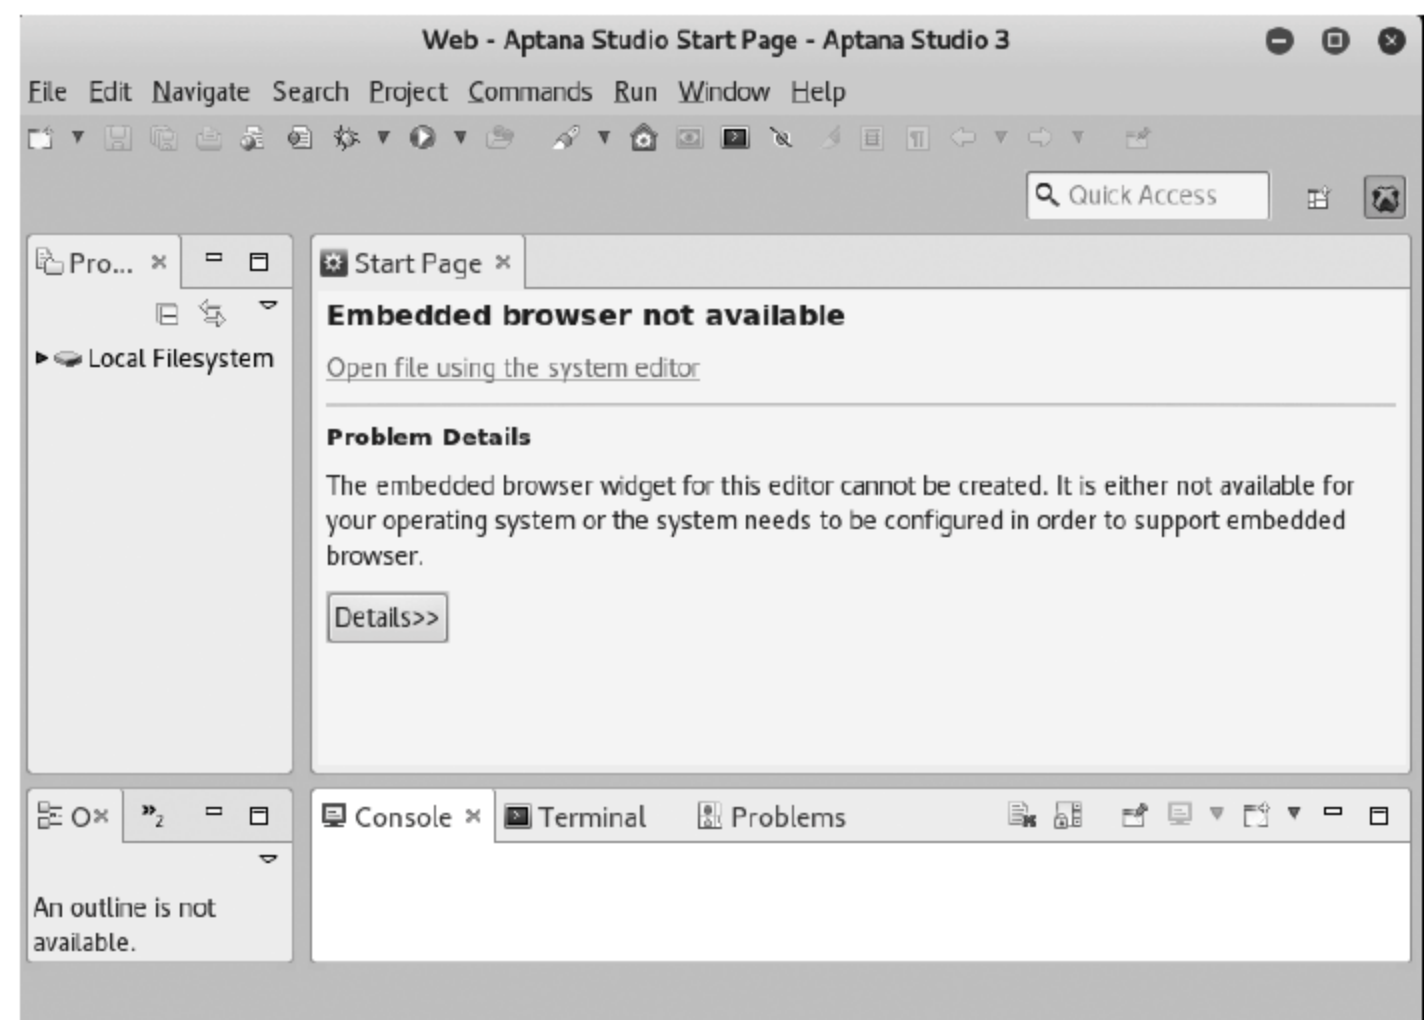 Web - Aptana Studio Start Page - Aptana Studio 3
File Edit Navigate Search Project Commands Run Window Help
Quick Access
Pro...
Start Page
Embedded browser not available
Open file using the system editor
Local Filesystem
Problem Details
The embedded browser widget for this editor cannot be created. It is either not available for
your operating system or the system needs to be configured in order to support embedded
browser.
Details>>
O
»2
Console
Terminal
Problems
An outline is not
available.